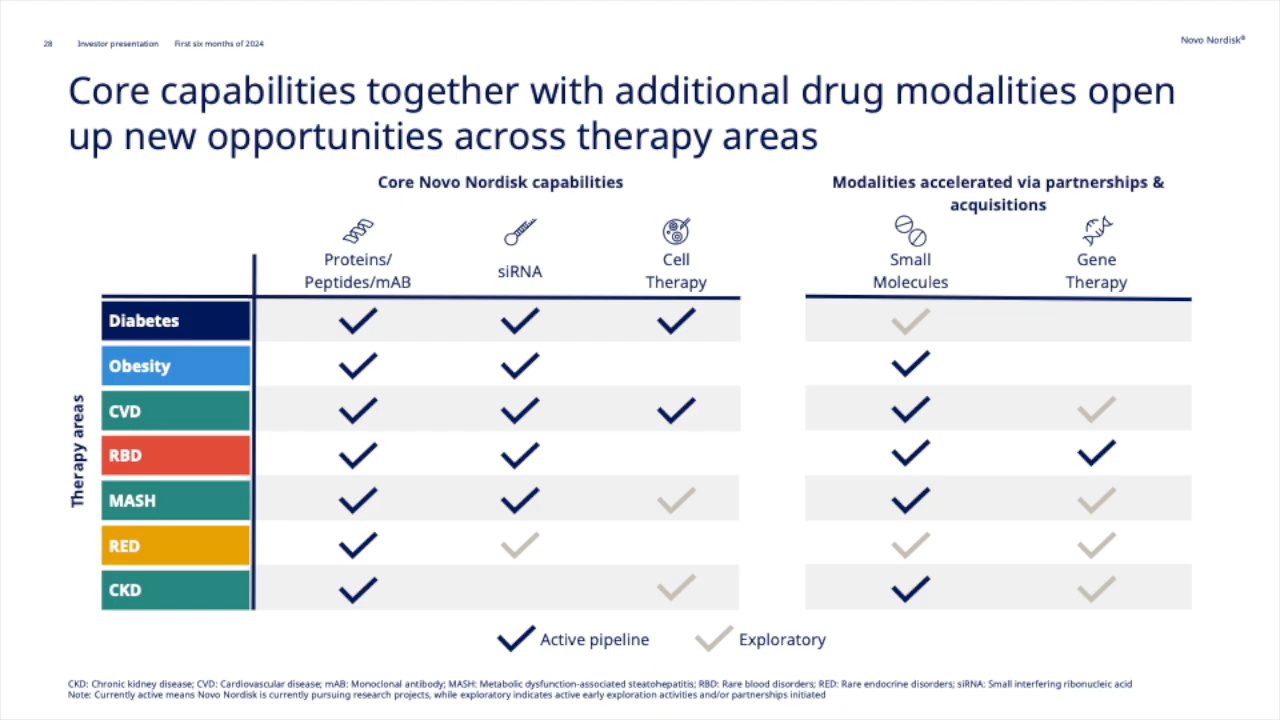 28 Investor presentation First six months of 2024
Novo Nordisk®
Core capabilities together with additional drug modalities open
up new opportunities across therapy areas
Core Novo Nordisk capabilities
Modalities accelerated via partnerships &
acquisitions
Proteins/
Peptides/mAB
siRNA
Cell
Therapy
Small
Molecules
Gene
Therapy
Therapy areas
Diabetes
Obesity
CVD
RBD
MASH
RED
CKD
Active pipeline
Exploratory
CKD: Chronic kidney disease; CVD: Cardiovascular disease; mAB: Monoclonal antibody; MASH: Metabolic dysfunction-associated steatohepatitis; RBD: Rare blood disorders; RED: Rare endocrine disorders; siRNA: Small interfering ribonucleic acid
Note: Currently active means Novo Nordisk is currently pursuing research projects, while exploratory indicates active early exploration activities and/or partnerships initiated